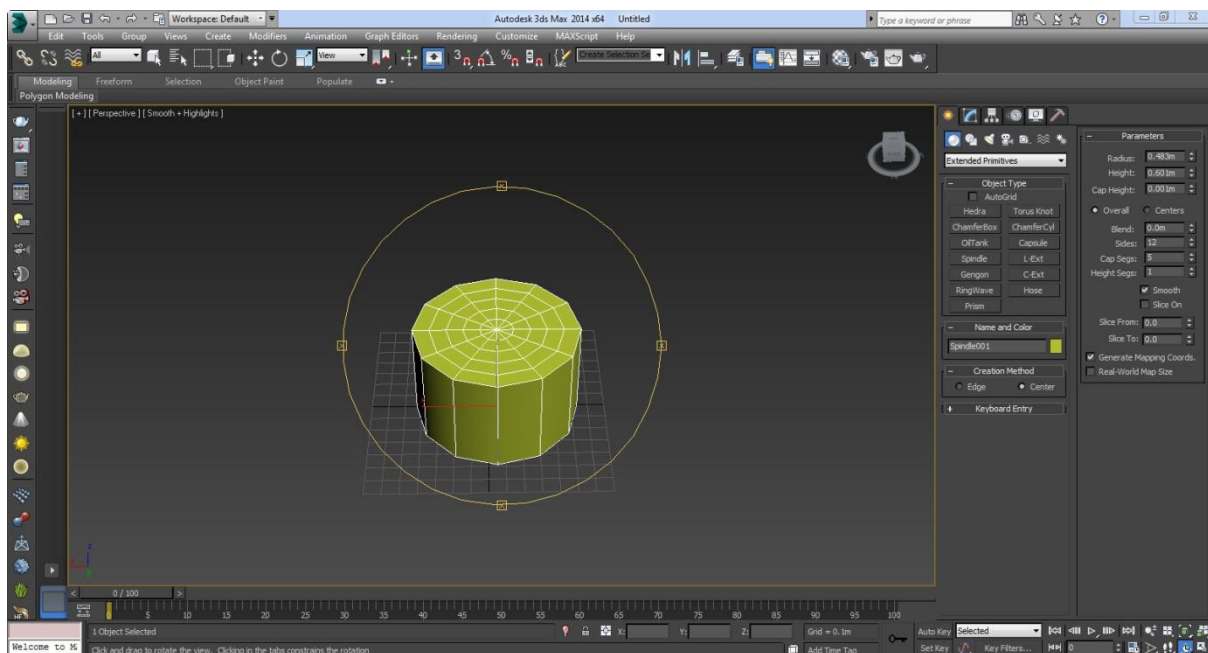 Workspace: Default
Autodesk 3ds Max 2014 x64 Untitled
Type a keyword or phrase
Edit Tools Group Views Create Modifiers Animation Graph Editors Rendering Customize MAXScript Help
All
View
Create Selection Se
Modeling Freeform Selection Object Paint Populate
Polygon Modeling
[ + ] [ Perspective ] [ Smooth + Highlights ]
Extended Primitives
Object Type
AutoGrid
Hedra Torus Knot
ChamferBox ChamferCyl
OilTank Capsule
Spindle L-Ext
Gengon C-Ext
RingWave Hose
Prism
Name and Color
Spindle001
Creation Method
Edge Center
Keyboard Entry
Parameters
Radius: 0.483m
Height: 0.601m
Cap Height: 0.001m
Overall Centers
Blend: 0.0m
Sides: 12
Cap Segs: 5
Height Segs: 1
Smooth
Slice On
Slice From: 0.0
Slice To: 0.0
Generate Mapping Coords.
Real-World Map Size
z
0 / 100
0 5 10 15 20 25 30 35 40 45 50 55 60 65 70 75 80 85 90 95 100
1 Object Selected
X: Y: Z: Grid = 0.1m
Auto Key Selected
Welcome to M
Click and drag to rotate the view. Clicking in the tabs constrains the rotation
Add Time Tag
Set Key Key Filters... 0